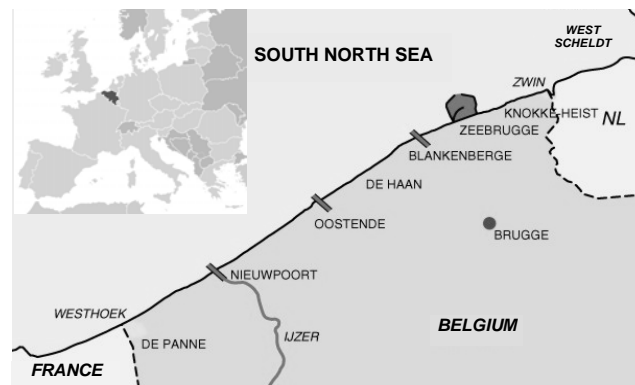 WEST
SCHELDT
SOUTH NORTH SEA
ZWIN
KNOKKE-HEIST
NL
ZEEBRUGGE
BLANKENBERGE
DE HAAN
OOSTENDE
BRUGGE
NIEUWPOORT
WESTHOEK
IJZER
BELGIUM
DE PANNE
FRANCE